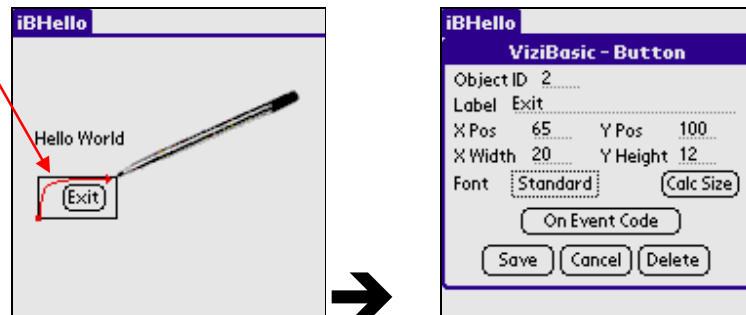 iBHello
Hello World
Exit
iBHello
ViziBasic - Button
Object ID 2
Label Exit
X Pos 65 Y Pos 100
X Width 20 Y Height 12
Font Standard Calc Size
On Event Code
Save Cancel Delete